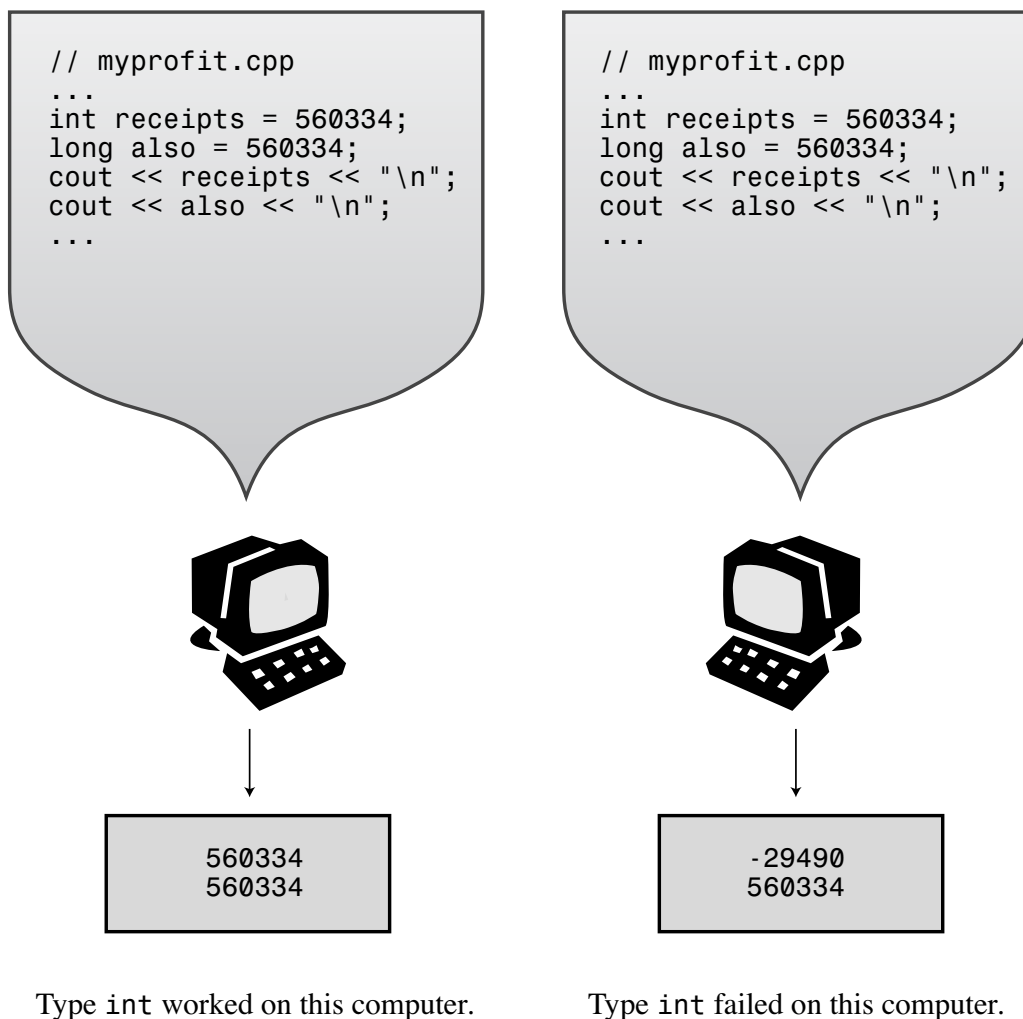 // myprofit.cpp
...
int receipts = 560334;
long also = 560334;
cout << receipts << "\n";
cout << also << "\n";
...
560334
560334
Type int worked on this computer.
// myprofit.cpp
...
int receipts = 560334;
long also = 560334;
cout << receipts << "\n";
cout << also << "\n";
...
-29490
560334
Type int failed on this computer.